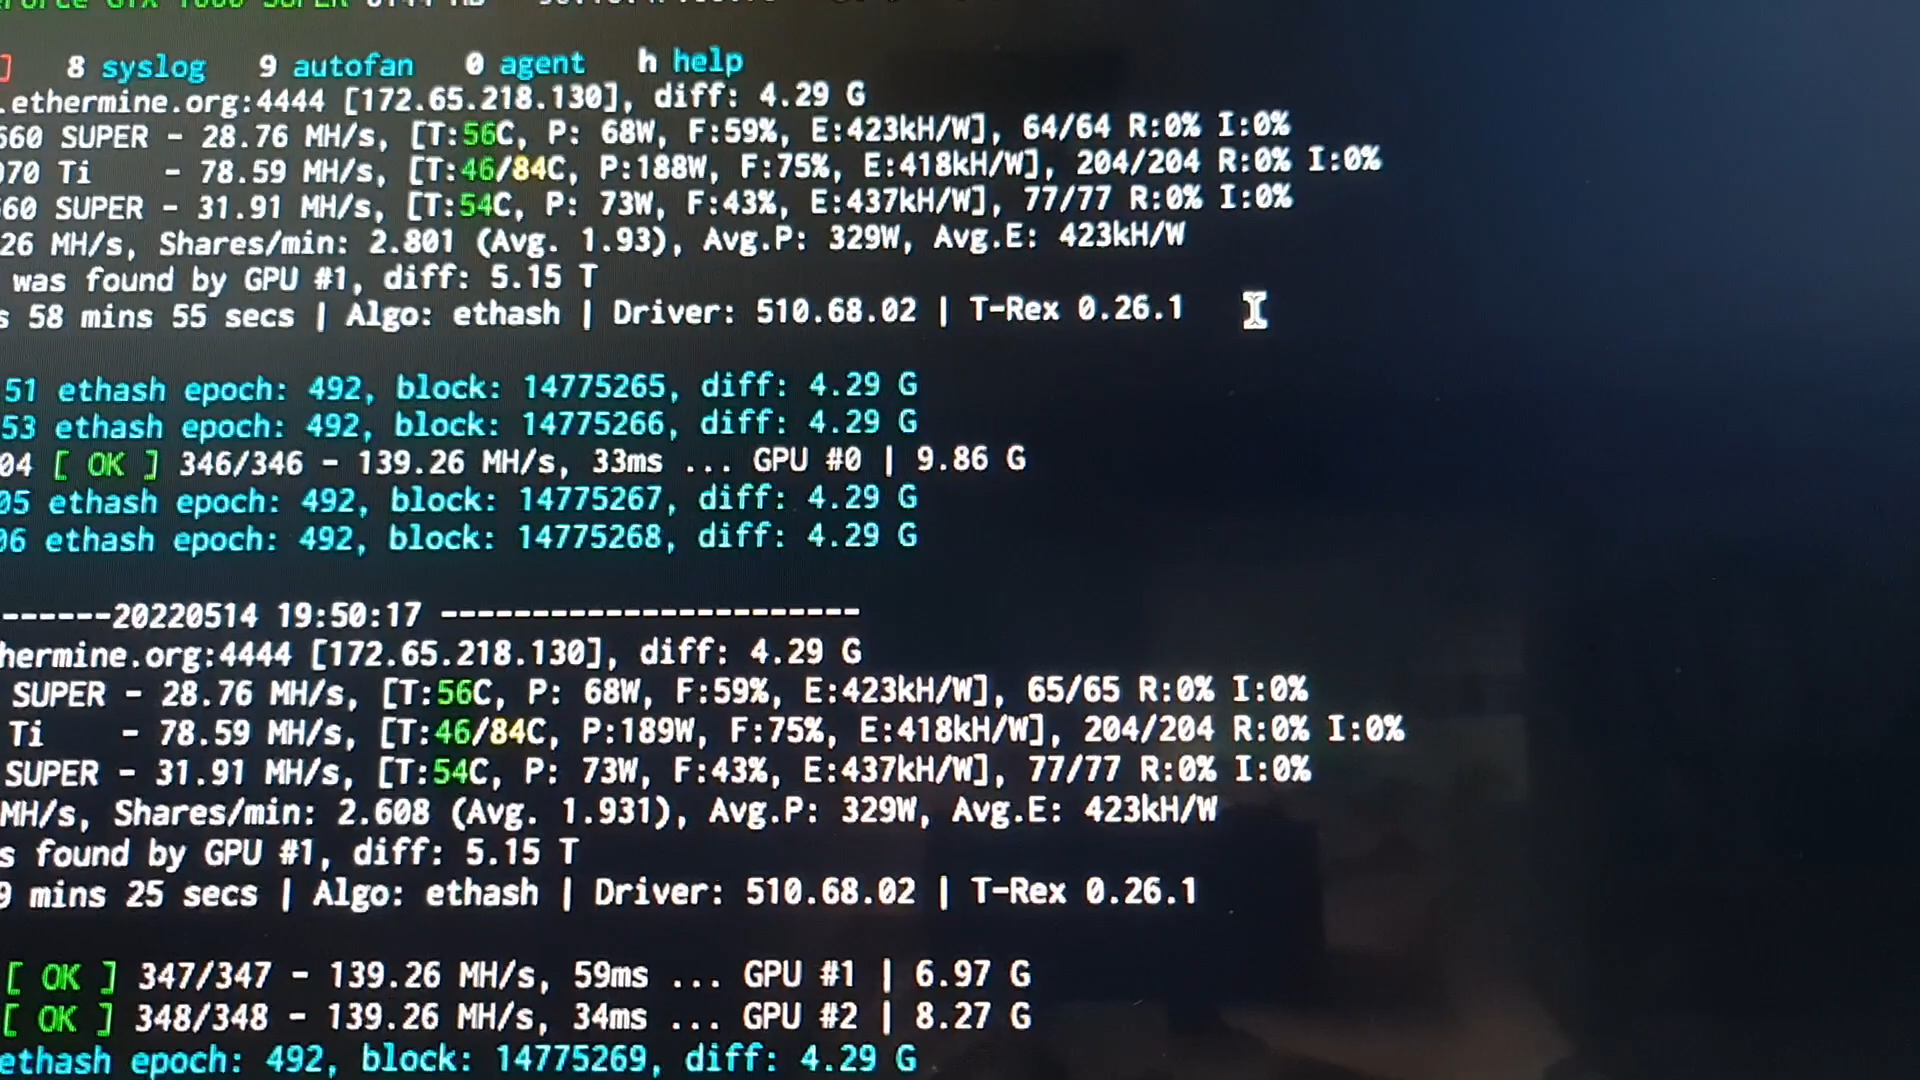 GTX 1660 SUPER
] 8 syslog 9 autofan 0 agent h help
.ethermine.org:4444 [172.65.218.130], diff: 4.29 G
660 SUPER - 28.76 MH/s, [T:56C, P: 68W, F:59%, E:423kH/W], 64/64 R:0% I:0%
070 Ti - 78.59 MH/s, [T:46/84C, P:188W, F:75%, E:418kH/W], 204/204 R:0% I:0%
660 SUPER - 31.91 MH/s, [T:54C, P: 73W, F:43%, E:437kH/W], 77/77 R:0% I:0%
26 MH/s, Shares/min: 2.801 (Avg. 1.93), Avg.P: 329W, Avg.E: 423kH/W
was found by GPU #1, diff: 5.15 T
s 58 mins 55 secs | Algo: ethash | Driver: 510.68.02 | T-Rex 0.26.1
51 ethash epoch: 492, block: 14775265, diff: 4.29 G
53 ethash epoch: 492, block: 14775266, diff: 4.29 G
04 [ OK ] 346/346 - 139.26 MH/s, 33ms ... GPU #0 | 9.86 G
05 ethash epoch: 492, block: 14775267, diff: 4.29 G
06 ethash epoch: 492, block: 14775268, diff: 4.29 G
------20220514 19:50:17 -----------------------
hermine.org:4444 [172.65.218.130], diff: 4.29 G
SUPER - 28.76 MH/s, [T:56C, P: 68W, F:59%, E:423kH/W], 65/65 R:0% I:0%
Ti - 78.59 MH/s, [T:46/84C, P:189W, F:75%, E:418kH/W], 204/204 R:0% I:0%
SUPER - 31.91 MH/s, [T:54C, P: 73W, F:43%, E:437kH/W], 77/77 R:0% I:0%
MH/s, Shares/min: 2.608 (Avg. 1.931), Avg.P: 329W, Avg.E: 423kH/W
s found by GPU #1, diff: 5.15 T
9 mins 25 secs | Algo: ethash | Driver: 510.68.02 | T-Rex 0.26.1
[ OK ] 347/347 - 139.26 MH/s, 59ms ... GPU #1 | 6.97 G
[ OK ] 348/348 - 139.26 MH/s, 34ms ... GPU #2 | 8.27 G
ethash epoch: 492, block: 14775269, diff: 4.29 G